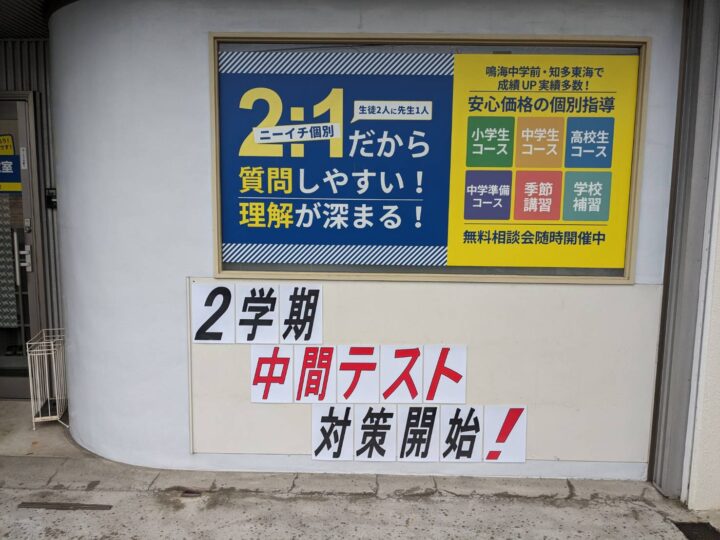 2:1
ニーイチ個別
生徒2人に先生1人
だから
質問しやすい！
理解が深まる！
鳴海中学前・知多東海で
成績UP実績多数！
安心価格の個別指導
小学生
コース
中学生
コース
高校生
コース
中学準備
コース
季節
講習
学校
補習
無料相談会随時開催中
2学期
中間テスト
対策開始！
室